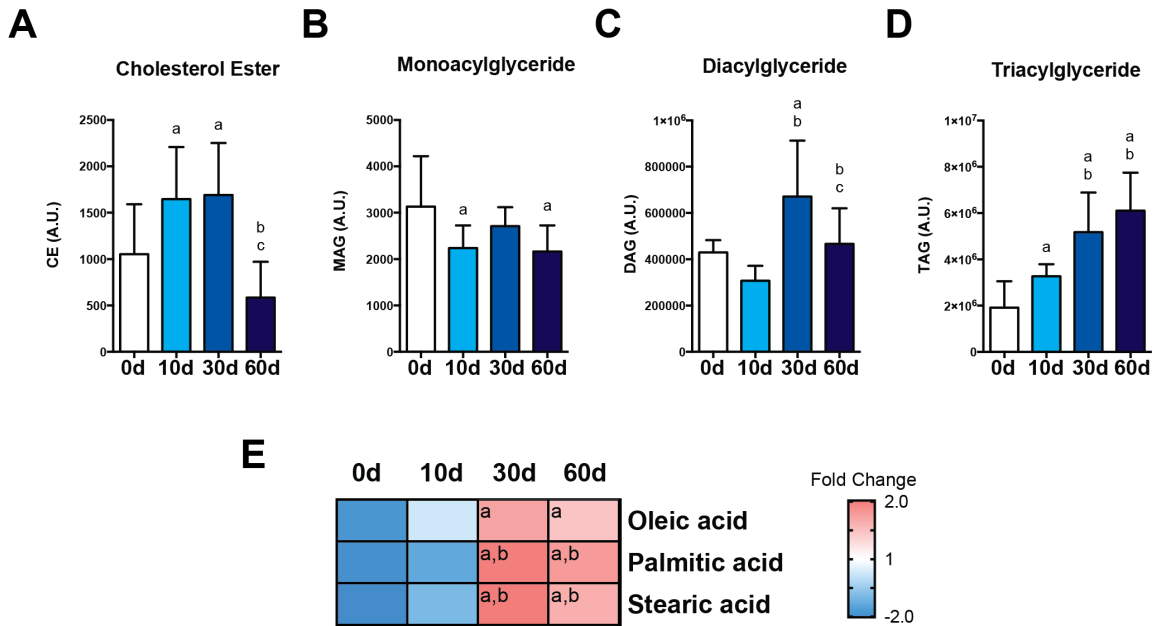 A
B
C
D
Cholesterol Ester
Monoacylglyceride
Diacylglyceride
Triacylglyceride
CE (A.U.)
2500
2000
1500
1000
500
0
a
a
b
c
0d 10d 30d 60d
MAG (A.U.)
5000
4000
3000
2000
1000
0
a
a
0d 10d 30d 60d
DAG (A.U.)
1×10⁶
800000
600000
400000
200000
0
a
b
b
c
0d 10d 30d 60d
TAG (A.U.)
1×10⁷
8×10⁶
6×10⁶
4×10⁶
2×10⁶
0
a
a
b
a
b
0d 10d 30d 60d
E
0d 10d 30d 60d
a a Oleic acid
a,b a,b Palmitic acid
a,b a,b Stearic acid
Fold Change
2.0
1
-2.0